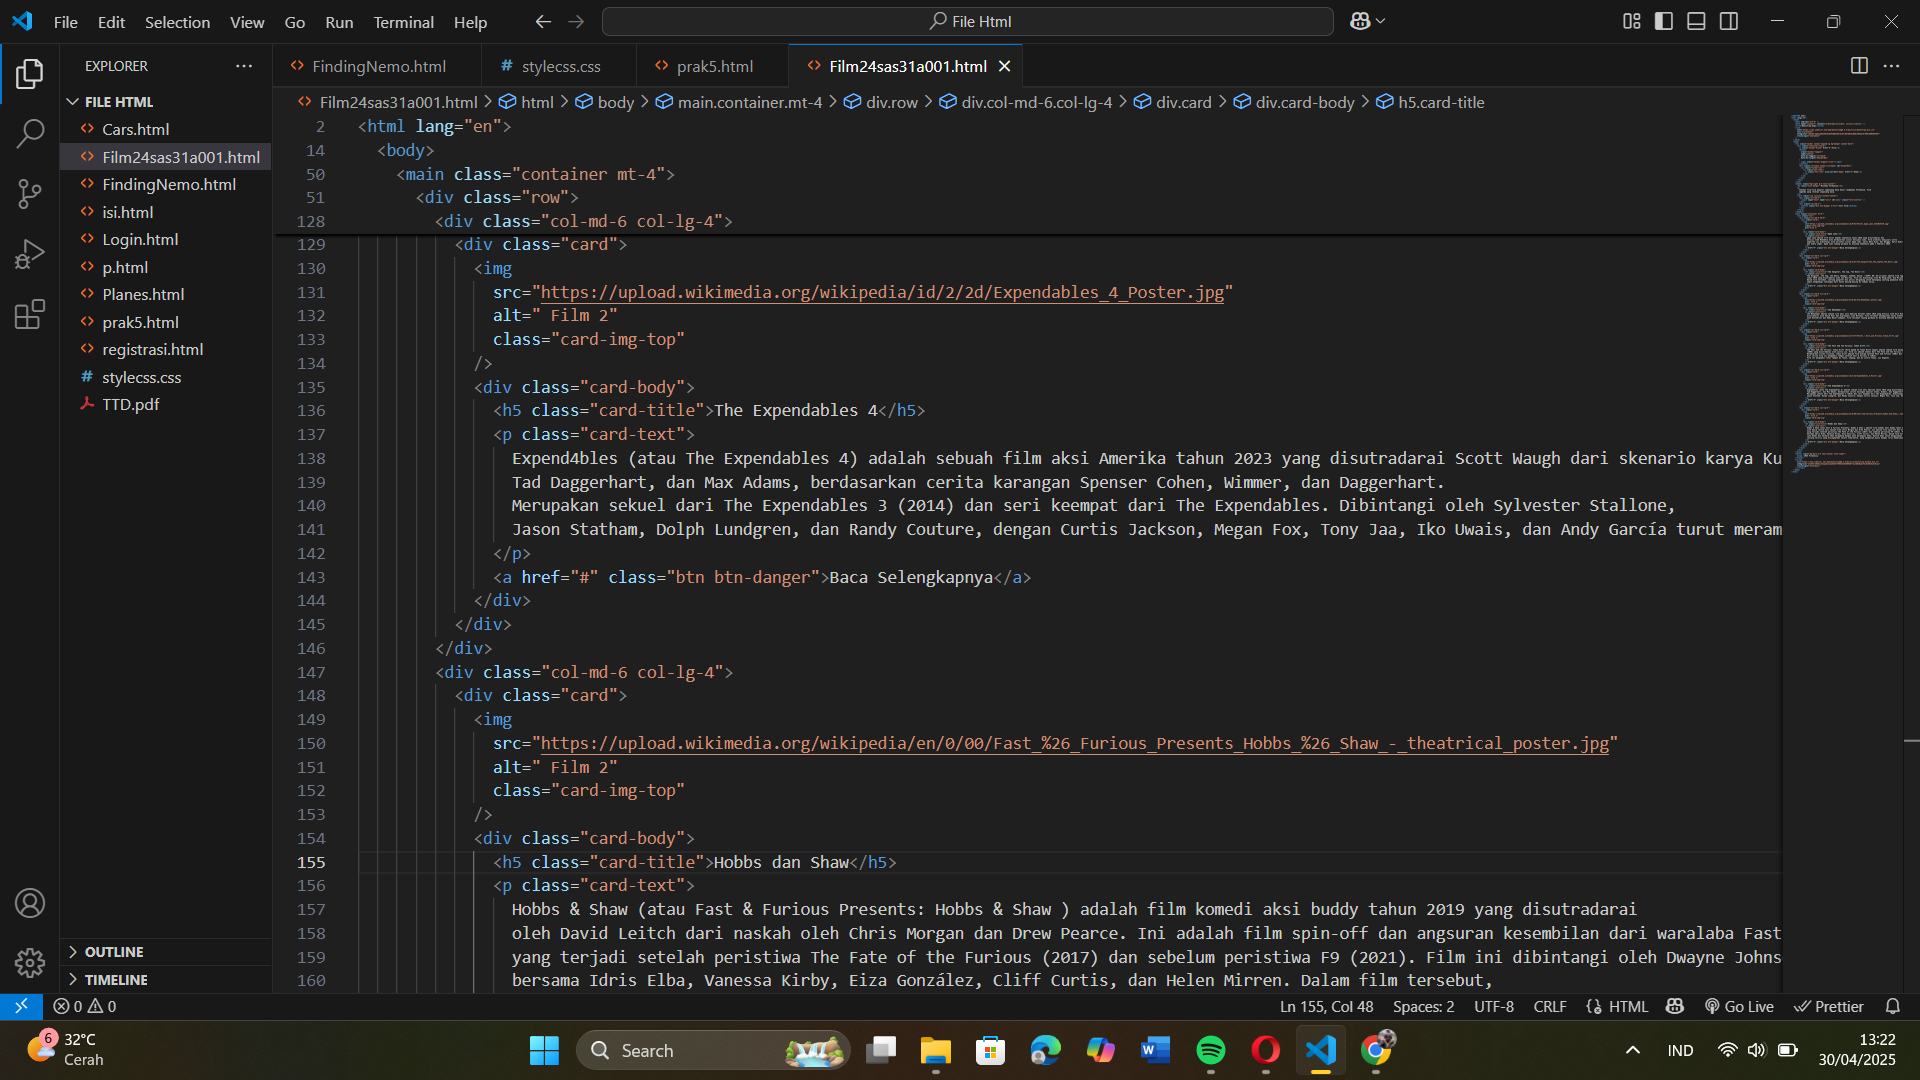 File Edit Selection View Go Run Terminal Help
File Html
EXPLORER
FILE HTML
Cars.html
Film24sas31a001.html
FindingNemo.html
isi.html
Login.html
p.html
Planes.html
prak5.html
registrasi.html
stylecss.css
TTD.pdf
OUTLINE
TIMELINE
FindingNemo.html stylecss.css prak5.html Film24sas31a001.html
Film24sas31a001.html > html > body > main.container.mt-4 > div.row > div.col-md-6.col-lg-4 > div.card > div.card-body > h5.card-title
2 <html lang="en">
14 <body>
50 <main class="container mt-4">
51 <div class="row">
128 <div class="col-md-6 col-lg-4">
129 <div class="card">
130 <img
131 src="https://upload.wikimedia.org/wikipedia/id/2/2d/Expendables_4_Poster.jpg"
132 alt=" Film 2"
133 class="card-img-top"
134 />
135 <div class="card-body">
136 <h5 class="card-title">The Expendables 4</h5>
137 <p class="card-text">
138 Expend4bles (atau The Expendables 4) adalah sebuah film aksi Amerika tahun 2023 yang disutradarai Scott Waugh dari skenario karya Ku
139 Tad Daggerhart, dan Max Adams, berdasarkan cerita karangan Spenser Cohen, Wimmer, dan Daggerhart.
140 Merupakan sekuel dari The Expendables 3 (2014) dan seri keempat dari The Expendables. Dibintangi oleh Sylvester Stallone,
141 Jason Statham, Dolph Lundgren, dan Randy Couture, dengan Curtis Jackson, Megan Fox, Tony Jaa, Iko Uwais, dan Andy García turut meram
142 </p>
143 <a href="#" class="btn btn-danger">Baca Selengkapnya</a>
144 </div>
145 </div>
146 </div>
147 <div class="col-md-6 col-lg-4">
148 <div class="card">
149 <img
150 src="https://upload.wikimedia.org/wikipedia/en/0/00/Fast_%26_Furious_Presents_Hobbs_%26_Shaw_-_theatrical_poster.jpg"
151 alt=" Film 2"
152 class="card-img-top"
153 />
154 <div class="card-body">
155 <h5 class="card-title">Hobbs dan Shaw</h5>
156 <p class="card-text">
157 Hobbs & Shaw (atau Fast & Furious Presents: Hobbs & Shaw ) adalah film komedi aksi buddy tahun 2019 yang disutradarai
158 oleh David Leitch dari naskah oleh Chris Morgan dan Drew Pearce. Ini adalah film spin-off dan angsuran kesembilan dari waralaba Fast
159 yang terjadi setelah peristiwa The Fate of the Furious (2017) dan sebelum peristiwa F9 (2021). Film ini dibintangi oleh Dwayne Johns
160 bersama Idris Elba, Vanessa Kirby, Eiza González, Cliff Curtis, dan Helen Mirren. Dalam film tersebut,
0 0 Ln 155, Col 48 Spaces: 2 UTF-8 CRLF HTML Go Live Prettier
6 32°C
Cerah
Search
IND
13:22
30/04/2025